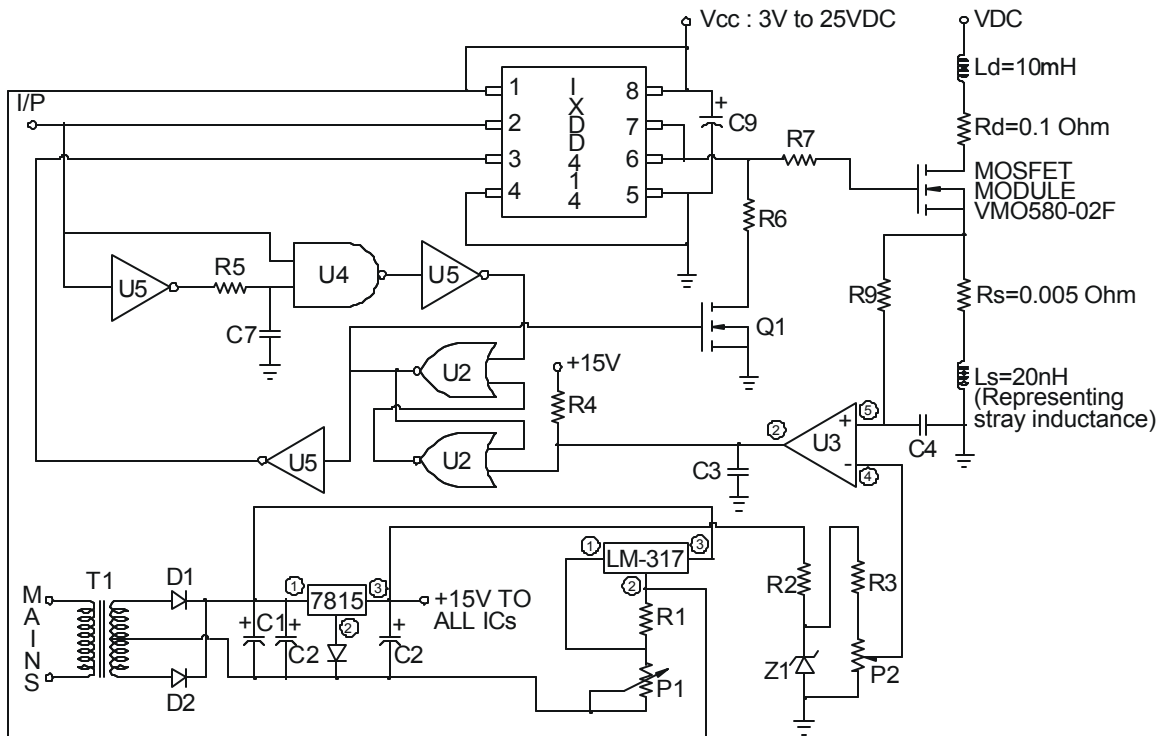 Vcc : 3V to 25VDC
VDC
Ld=10mH
I/P
1
2
3
4
I
X
D
D
4
1
4
8
7
6
5
+
C9
R7
Rd=0.1 Ohm
MOSFET
MODULE
VMO580-02F
R6
U5
R5
U4
U5
C7
Q1
R9
Rs=0.005 Ohm
U2
+15V
R4
Ls=20nH
(Representing
stray inductance)
U5
U2
2
U3
+
-
5
4
C4
C3
MAINS
T1
D1
D2
+
C1
+
C2
1
7815
3
2
+
C2
+15V TO
ALL ICs
1
LM-317
3
2
R1
P1
R2
R3
Z1
P2